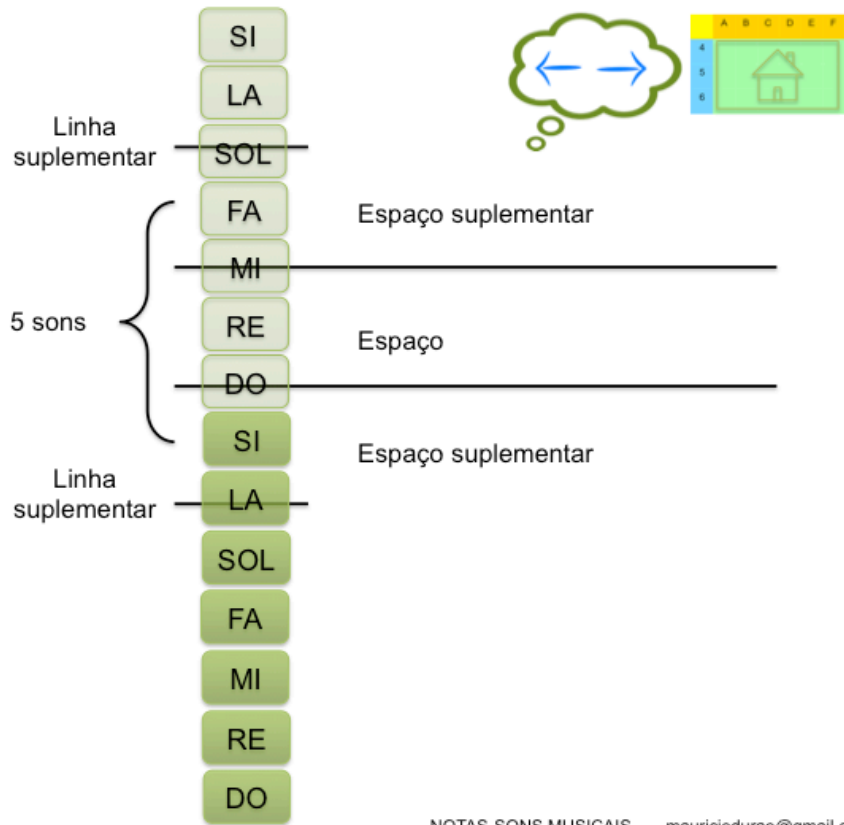 SI
A B C D E F
4
LA
5
6
Linha
suplementar
SOL
FA
Espaço suplementar
MI
5 sons
RE
Espaço
DO
SI
Espaço suplementar
Linha
suplementar
LA
SOL
FA
MI
RE
DO
NOTAS SONS MUSICAIS